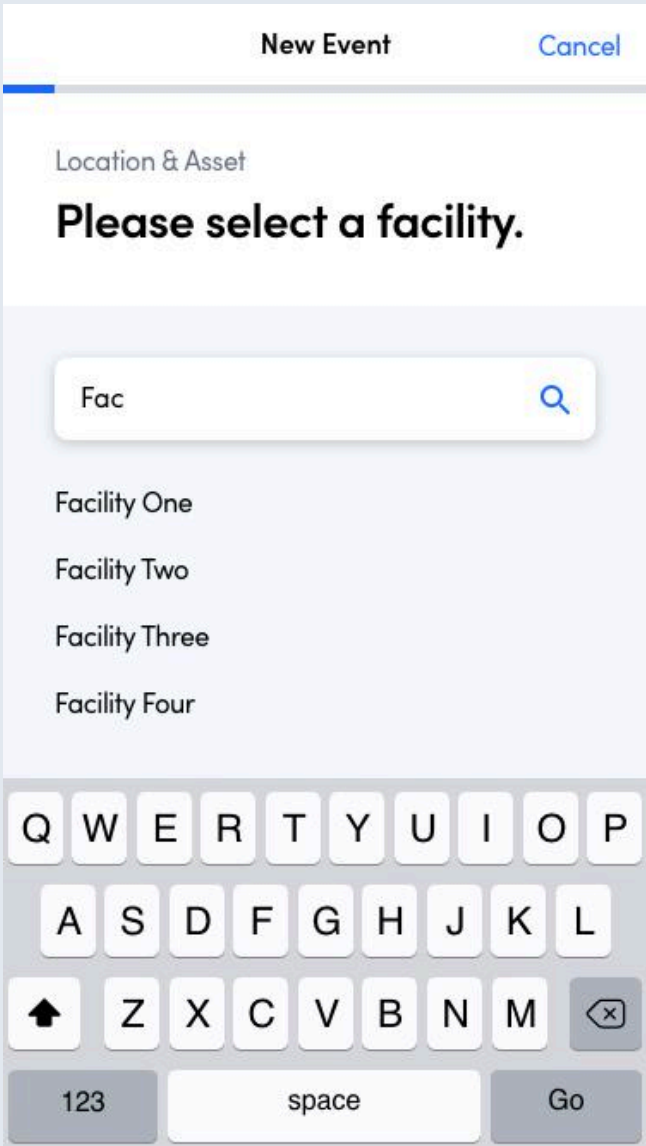 New Event Cancel
Location & Asset
Please select a facility.
Fac
Facility One
Facility Two
Facility Three
Facility Four
Q W E R T Y U I O P
A S D F G H J K L
Z X C V B N M
123 space Go